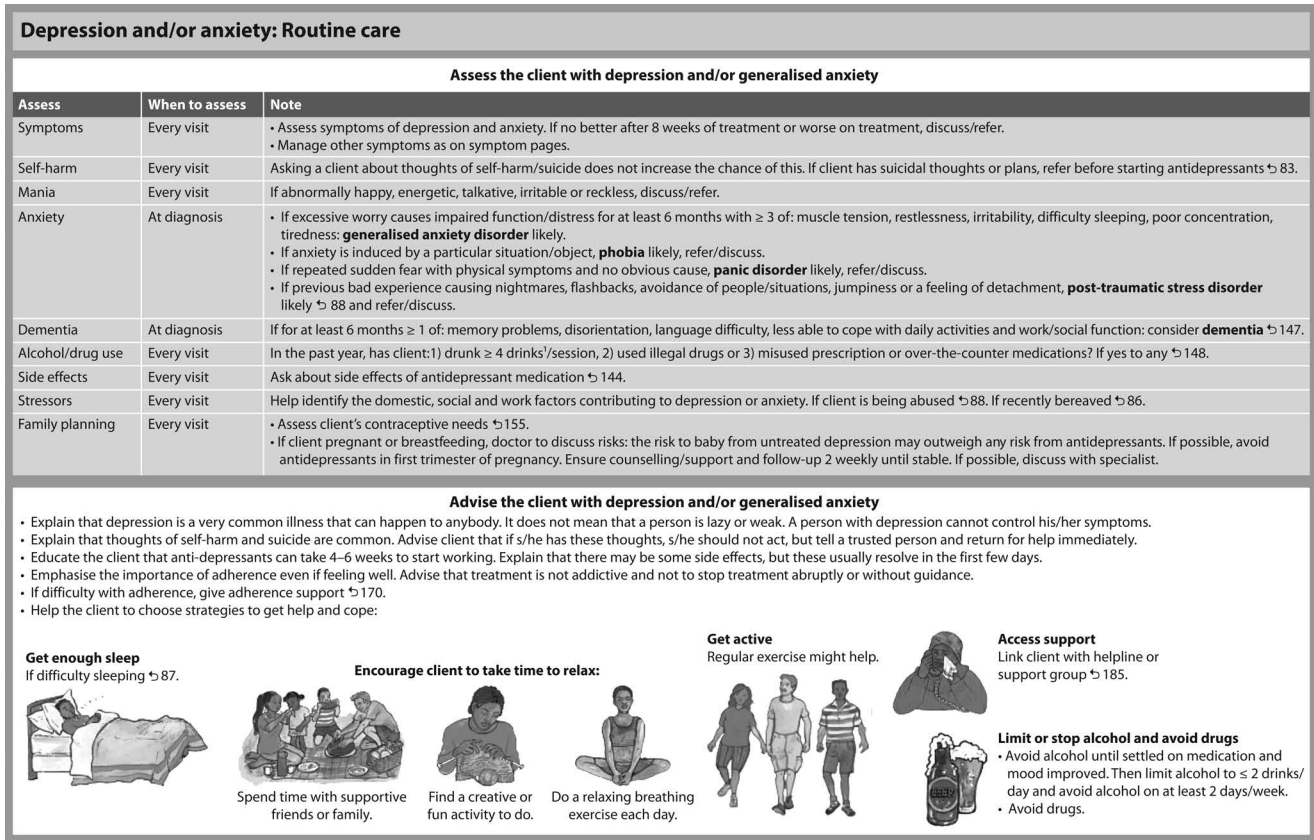 Depression and/or anxiety: Routine care
Assess the client with depression and/or generalised anxiety
Assess When to assess Note
Symptoms Every visit • Assess symptoms of depression and anxiety. If no better after 8 weeks of treatment or worse on treatment, discuss/refer.
• Manage other symptoms as on symptom pages.
Self-harm Every visit Asking a client about thoughts of self-harm/suicide does not increase the chance of this. If client has suicidal thoughts or plans, refer before starting antidepressants ⮌ 83.
Mania Every visit If abnormally happy, energetic, talkative, irritable or reckless, discuss/refer.
Anxiety At diagnosis • If excessive worry causes impaired function/distress for at least 6 months with ≥ 3 of: muscle tension, restlessness, irritability, difficulty sleeping, poor concentration,
tiredness: generalised anxiety disorder likely.
• If anxiety is induced by a particular situation/object, phobia likely, refer/discuss.
• If repeated sudden fear with physical symptoms and no obvious cause, panic disorder likely, refer/discuss.
• If previous bad experience causing nightmares, flashbacks, avoidance of people/situations, jumpiness or a feeling of detachment, post-traumatic stress disorder
likely ⮌ 88 and refer/discuss.
Dementia At diagnosis If for at least 6 months ≥ 1 of: memory problems, disorientation, language difficulty, less able to cope with daily activities and work/social function: consider dementia ⮌ 147.
Alcohol/drug use Every visit In the past year, has client:1) drunk ≥ 4 drinks¹/session, 2) used illegal drugs or 3) misused prescription or over-the-counter medications? If yes to any ⮌ 148.
Side effects Every visit Ask about side effects of antidepressant medication ⮌ 144.
Stressors Every visit Help identify the domestic, social and work factors contributing to depression or anxiety. If client is being abused ⮌ 88. If recently bereaved ⮌ 86.
Family planning Every visit • Assess client's contraceptive needs ⮌ 155.
• If client pregnant or breastfeeding, doctor to discuss risks: the risk to baby from untreated depression may outweigh any risk from antidepressants. If possible, avoid
antidepressants in first trimester of pregnancy. Ensure counselling/support and follow-up 2 weekly until stable. If possible, discuss with specialist.
Advise the client with depression and/or generalised anxiety
• Explain that depression is a very common illness that can happen to anybody. It does not mean that a person is lazy or weak. A person with depression cannot control his/her symptoms.
• Explain that thoughts of self-harm and suicide are common. Advise client that if s/he has these thoughts, s/he should not act, but tell a trusted person and return for help immediately.
• Educate the client that anti-depressants can take 4–6 weeks to start working. Explain that there may be some side effects, but these usually resolve in the first few days.
• Emphasise the importance of adherence even if feeling well. Advise that treatment is not addictive and not to stop treatment abruptly or without guidance.
• If difficulty with adherence, give adherence support ⮌ 170.
• Help the client to choose strategies to get help and cope:
Get enough sleep
If difficulty sleeping ⮌ 87.
Encourage client to take time to relax:
Spend time with supportive
friends or family.
Find a creative or
fun activity to do.
Do a relaxing breathing
exercise each day.
Get active
Regular exercise might help.
Access support
Link client with helpline or
support group ⮌ 185.
BEER
Limit or stop alcohol and avoid drugs
• Avoid alcohol until settled on medication and
mood improved. Then limit alcohol to ≤ 2 drinks/
day and avoid alcohol on at least 2 days/week.
• Avoid drugs.